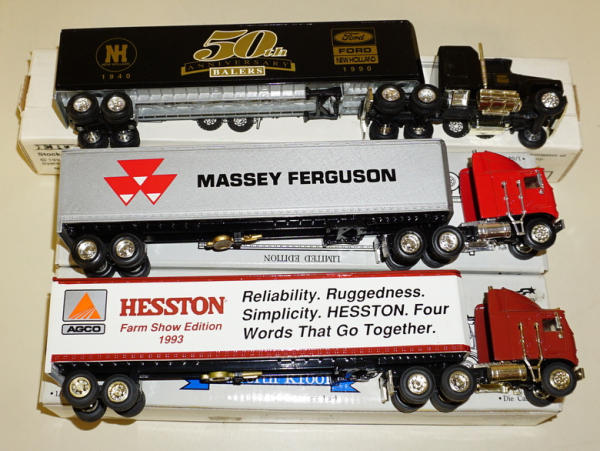 NH
1940
50th
ANNIVERSARY
BALERS
Ford
FORD
NEW HOLLAND
1990
Stock
MASSEY FERGUSON
LIMITED EDITION
AGCO
HESSTON
Farm Show Edition
1993
Reliability. Ruggedness.
Simplicity. HESSTON. Four
Words That Go Together.